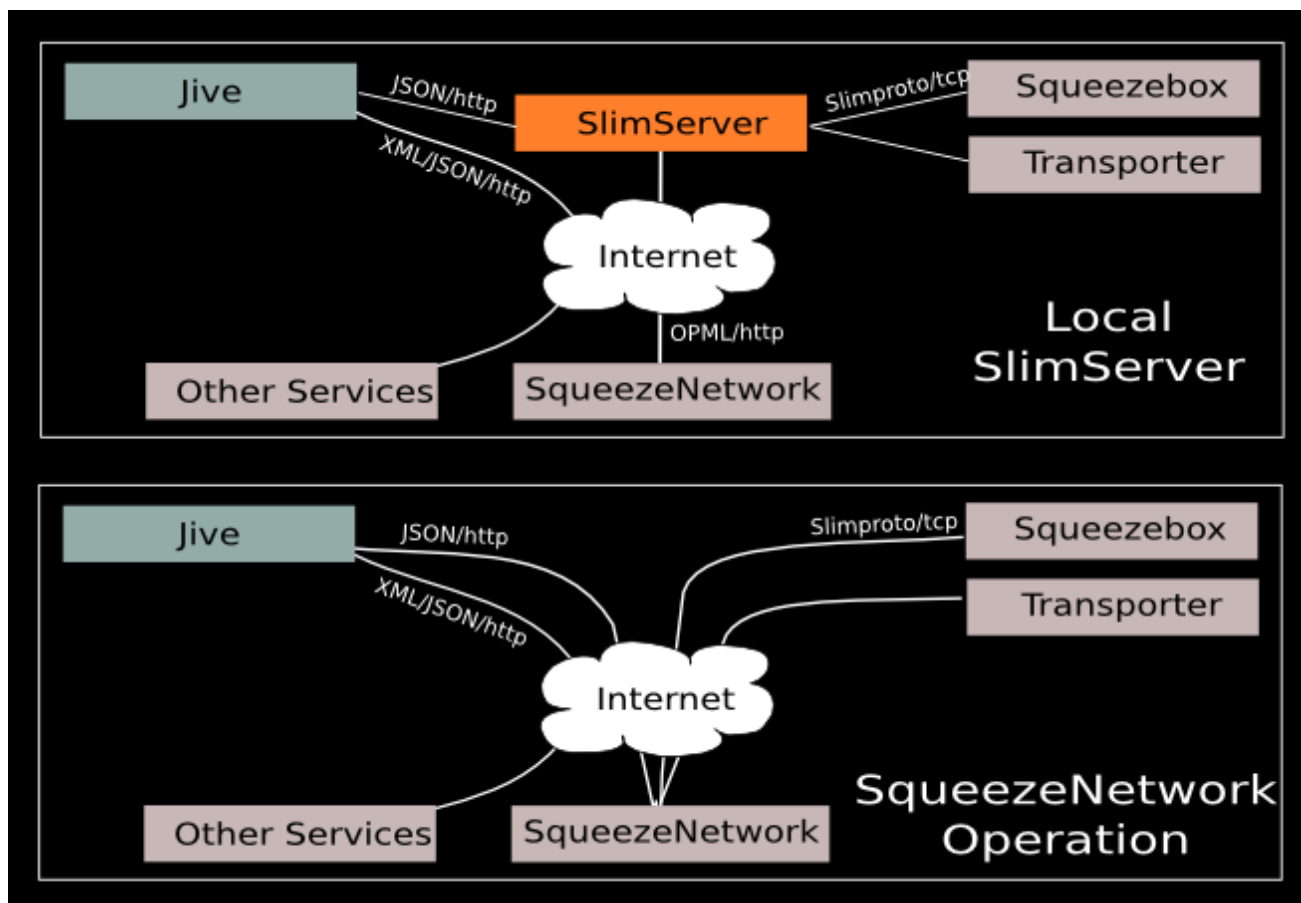 Jive
JSON/http
SlimServer
Slimproto/tcp
Squeezebox
XML/JSON/http
Transporter
Internet
OPML/http
Local
SlimServer
Other Services
SqueezeNetwork
Jive
JSON/http
Slimproto/tcp
Squeezebox
XML/JSON/http
Transporter
Internet
SqueezeNetwork
Operation
Other Services
SqueezeNetwork